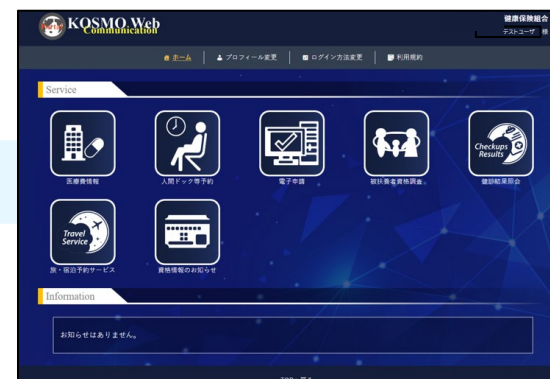 KOSMO Web
Communication
健康保険組合
テストユーザ 様
ホーム
プロフィール変更
ログイン方法変更
利用規約
Service
医療費情報
人間ドック等予約
電子申請
被扶養者資格調査
Checkups
Results
健診結果照会
Travel
Service
旅・宿泊予約サービス
資格情報のお知らせ
Information
お知らせはありません。